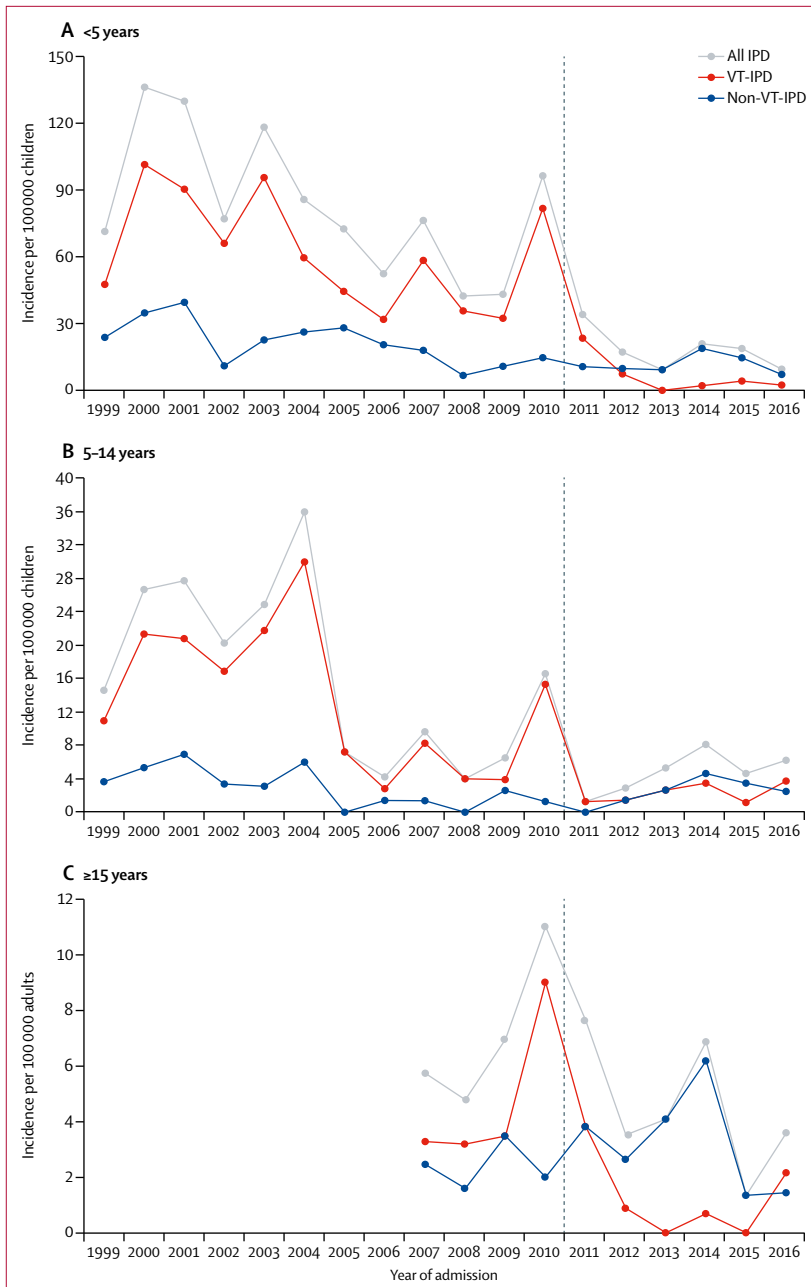 A <5 years
All IPD
VT-IPD
Non-VT-IPD
Incidence per 100 000 children
150
120
90
60
30
0
1999 2000 2001 2002 2003 2004 2005 2006 2007 2008 2009 2010 2011 2012 2013 2014 2015 2016
B 5–14 years
Incidence per 100 000 children
40
36
32
28
24
20
16
12
8
4
0
1999 2000 2001 2002 2003 2004 2005 2006 2007 2008 2009 2010 2011 2012 2013 2014 2015 2016
C ≥15 years
Incidence per 100 000 adults
12
10
8
6
4
2
0
1999 2000 2001 2002 2003 2004 2005 2006 2007 2008 2009 2010 2011 2012 2013 2014 2015 2016
Year of admission